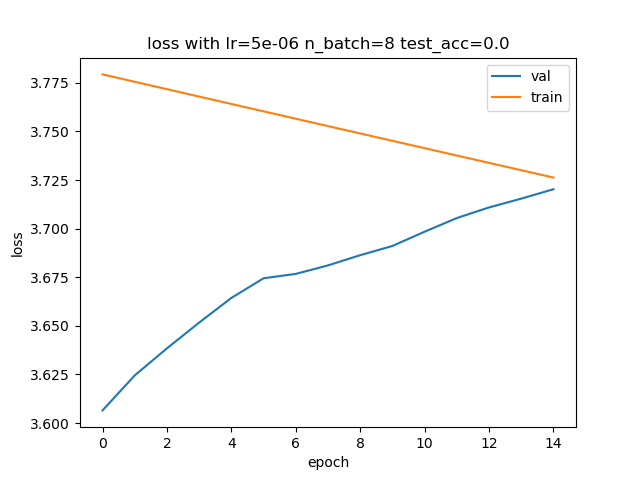 loss with lr=5e-06 n_batch=8 test_acc=0.0
val
train
3.775
3.750
3.725
3.700
3.675
3.650
3.625
3.600
loss
0 2 4 6 8 10 12 14
epoch